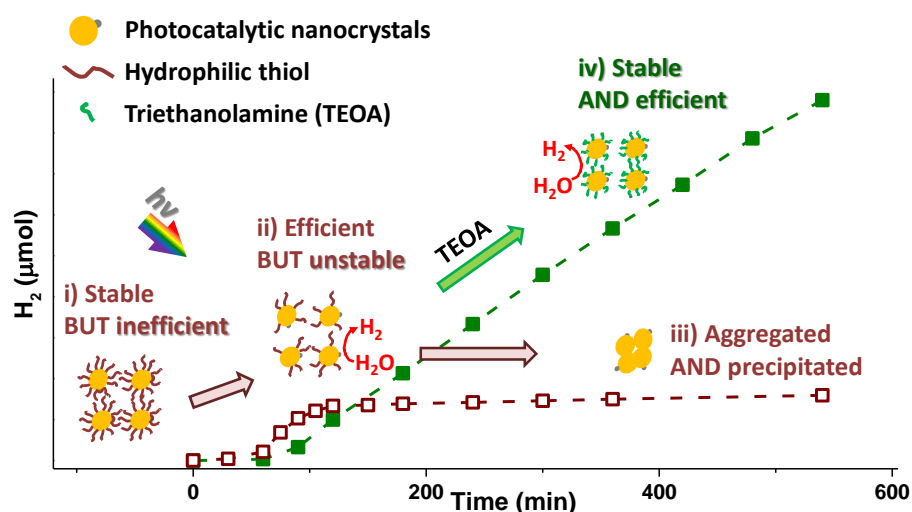 Photocatalytic nanocrystals
Hydrophilic thiol
Triethanolamine (TEOA)
iv) Stable
AND efficient
H₂
H₂O
hν
ii) Efficient
BUT unstable
TEOA
H₂ (μmol)
i) Stable
BUT inefficient
H₂
H₂O
iii) Aggregated
AND precipitated
0
200
400
600
Time (min)